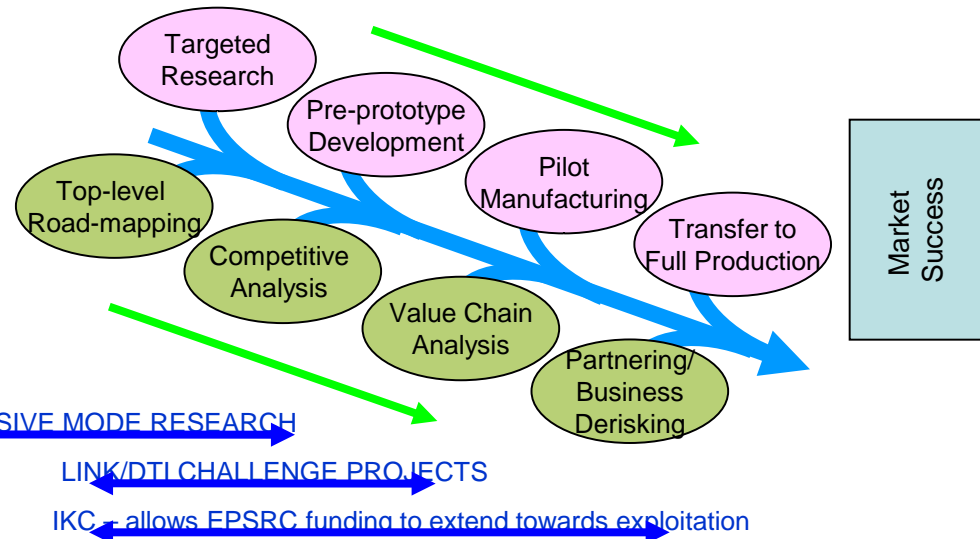 Targeted
Research
Pre-prototype
Development
Pilot
Manufacturing
Transfer to
Full Production
Top-level
Road-mapping
Competitive
Analysis
Value Chain
Analysis
Partnering/
Business
Derisking
Market
Success
SIVE MODE RESEARCH
LINK/DTI CHALLENGE PROJECTS
IKC – allows EPSRC funding to extend towards exploitation